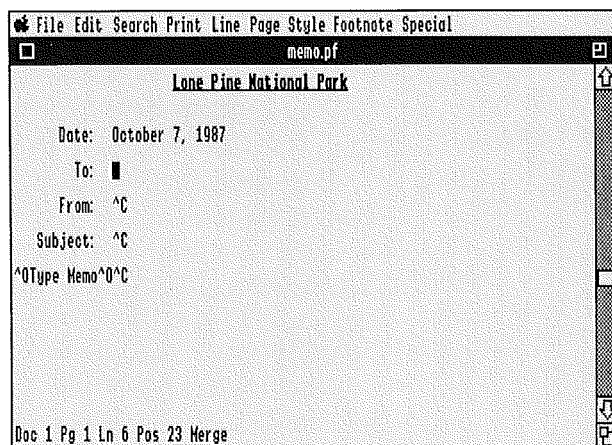 File Edit Search Print Line Page Style Footnote Special
memo.pf
Lone Pine National Park
Date: October 7, 1987
To:
From: ^C
Subject: ^C
^OType Memo^O^C
Doc 1 Pg 1 Ln 6 Pos 23 Merge